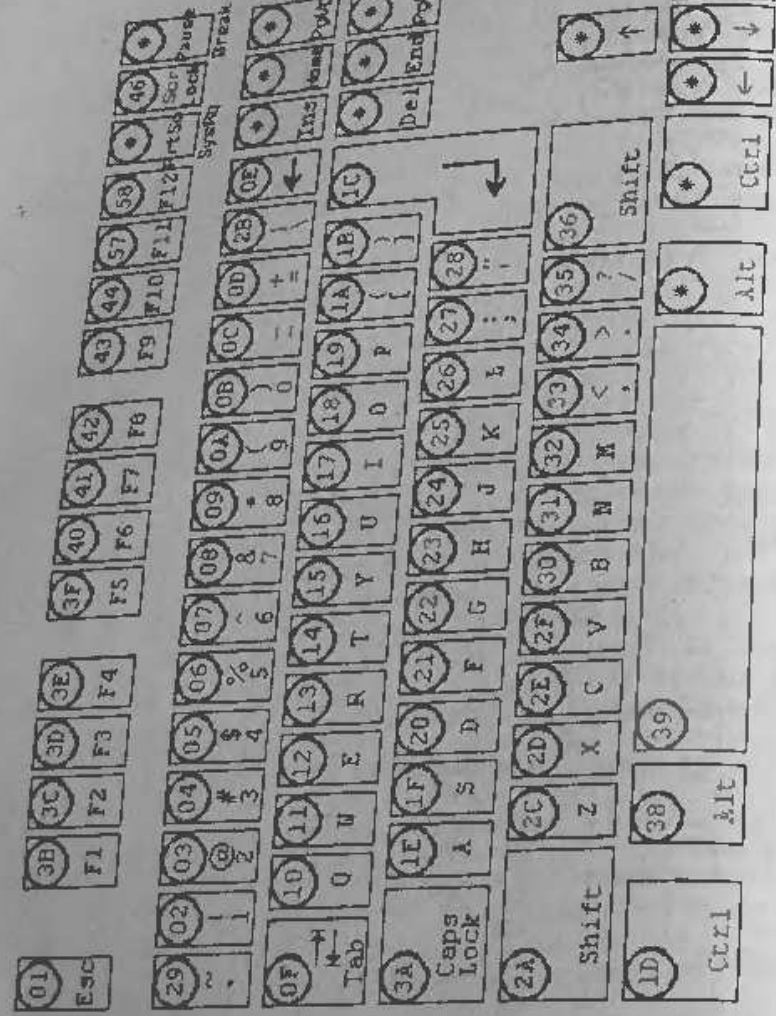 01 3B 3C 3D 3E 3F 40 41 42 43 44 57 58 * 46 *
Esc F1 F2 F3 F4 F5 F6 F7 F8 F9 F10 F11 F12 PrtSc Scr Pause
SysRq Lock Break
29 02 03 04 05 06 07 08 09 0A 0B 0C 0D 2B 0E * * *
~ ! @ # $ % ^ & * ( ) _ + | ← Ins Home
1 2 3 4 5 6 7 8 9 0 - = \
0F 10 11 12 13 14 15 16 17 18 19 1A 1B 1C * * *
Tab Q W E R T Y U I O P { } Del End
[ ]
3A 1E 1F 20 21 22 23 24 25 26 27 28
Caps A S D F G H J K L : " ↵
Lock ; '
2A 2C 2D 2E 2F 30 31 32 33 34 35 36 *
Shift Z X C V B N M < > ? Shift ↑
, . /
1D 38 39 * * * *
Ctrl Alt Alt Ctrl ← ↓